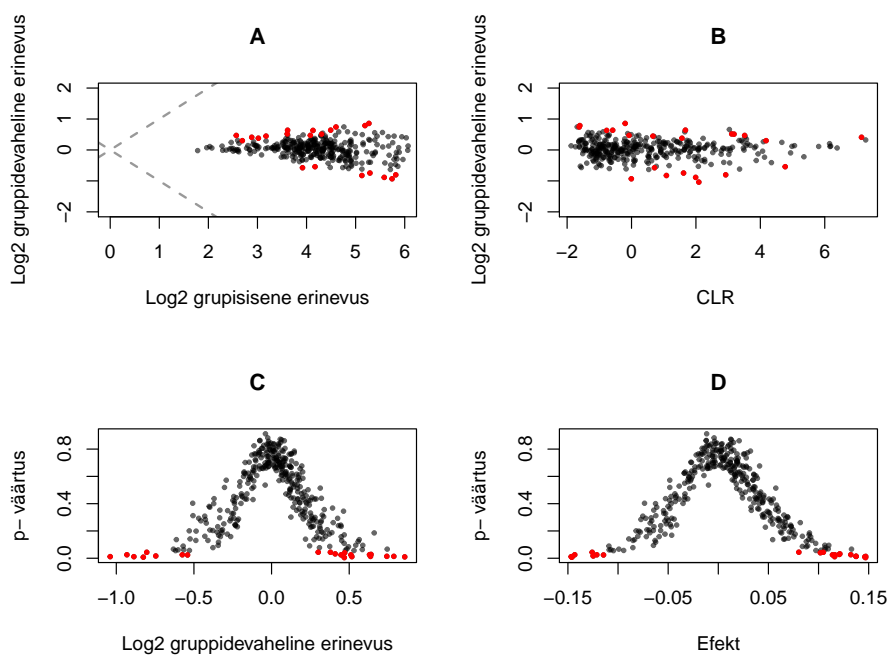 A
Log2 gruppidevaheline erinevus
2
1
0
−2
0
1
2
3
4
5
6
Log2 grupisisene erinevus
B
Log2 gruppidevaheline erinevus
2
1
0
−2
−2
0
2
4
6
CLR
C
p− väärtus
0.8
0.4
0.0
−1.0
−0.5
0.0
0.5
Log2 gruppidevaheline erinevus
D
p− väärtus
0.8
0.4
0.0
−0.15
−0.05
0.05
0.15
Efekt